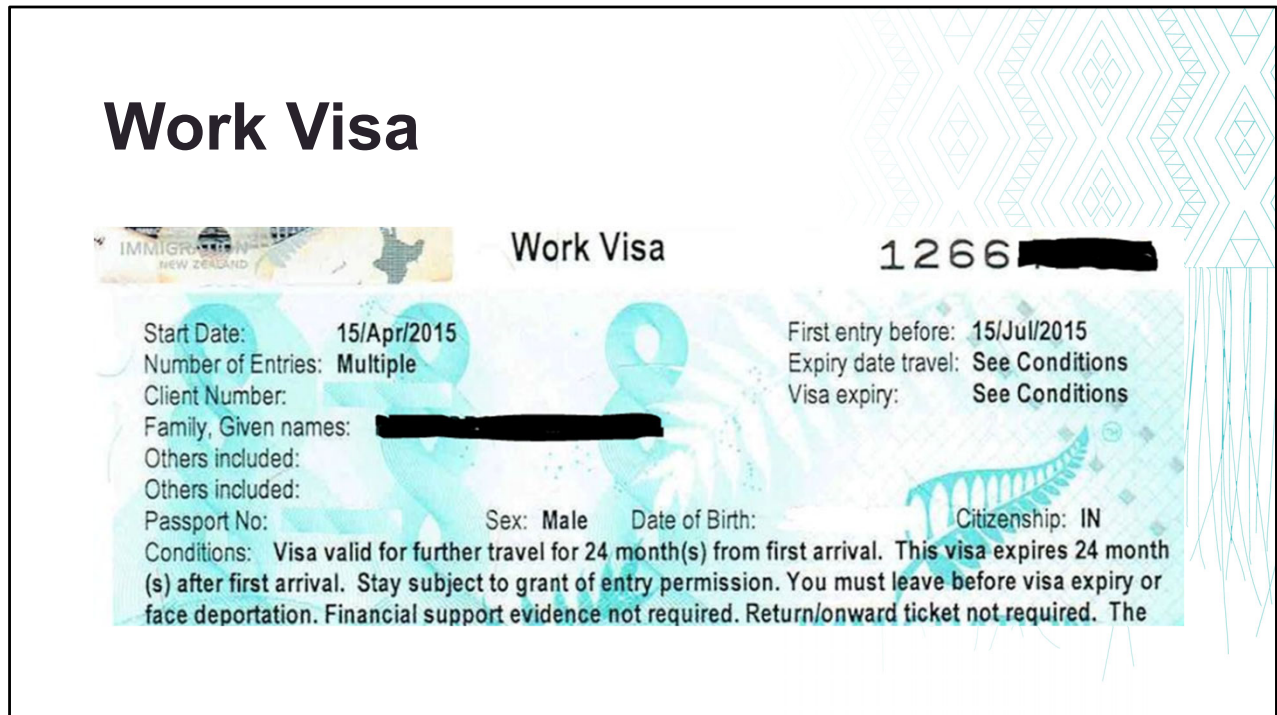 Work Visa
IMMIGRATION
NEW ZEALAND
Work Visa
1266
Start Date: 15/Apr/2015
First entry before: 15/Jul/2015
Number of Entries: Multiple
Expiry date travel: See Conditions
Client Number:
Visa expiry: See Conditions
Family, Given names:
Others included:
Others included:
Passport No: Sex: Male Date of Birth: Citizenship: IN
Conditions: Visa valid for further travel for 24 month(s) from first arrival. This visa expires 24 month
(s) after first arrival. Stay subject to grant of entry permission. You must leave before visa expiry or
face deportation. Financial support evidence not required. Return/onward ticket not required. The